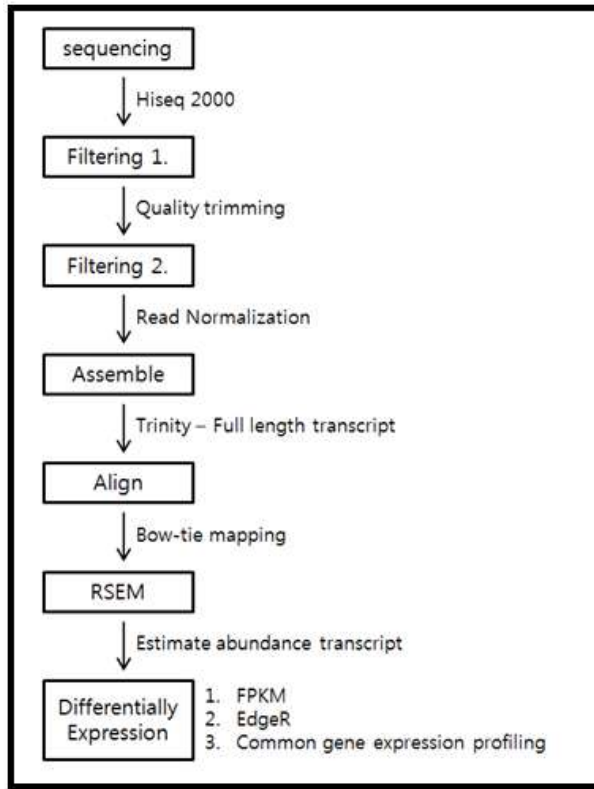 sequencing
Hiseq 2000
Filtering 1.
Quality trimming
Filtering 2.
Read Normalization
Assemble
Trinity – Full length transcript
Align
Bow-tie mapping
RSEM
Estimate abundance transcript
Differentially
Expression
1. FPKM
2. EdgeR
3. Common gene expression profiling